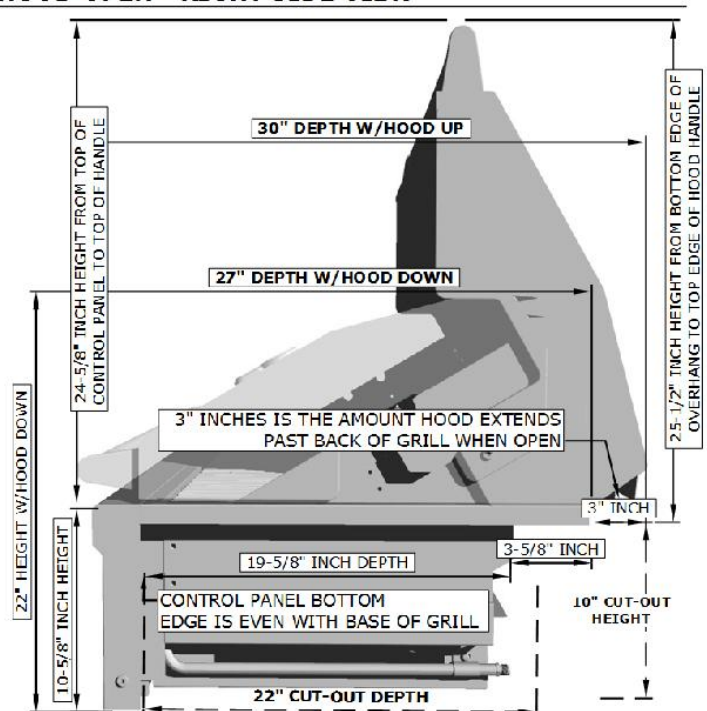 24-5/8" INCH HEIGHT FROM TOP OF
CONTROL PANEL TO TOP OF HANDLE
30" DEPTH W/HOOD UP
27" DEPTH W/HOOD DOWN
25-1/2" INCH HEIGHT FROM BOTTOM EDGE OF
OVERHANG TO TOP EDGE OF HOOD HANDLE
3" INCHES IS THE AMOUNT HOOD EXTENDS
PAST BACK OF GRILL WHEN OPEN
22" HEIGHT W/HOOD DOWN
3" INCH
10-5/8" INCH HEIGHT
19-5/8" INCH DEPTH
3-5/8" INCH
CONTROL PANEL BOTTOM
EDGE IS EVEN WITH BASE OF GRILL
10" CUT-OUT
HEIGHT
22" CUT-OUT DEPTH